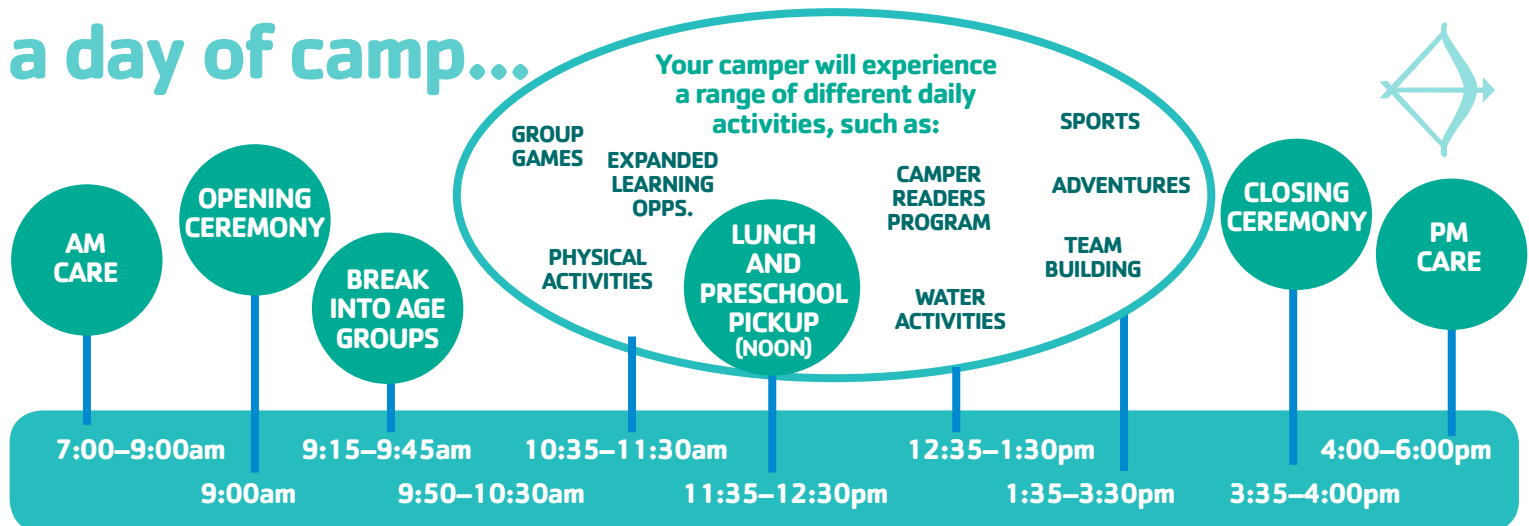 a day of camp...
Your camper will experience
a range of different daily
activities, such as:
GROUP
GAMES
EXPANDED
LEARNING
OPPS.
PHYSICAL
ACTIVITIES
CAMPER
READERS
PROGRAM
WATER
ACTIVITIES
SPORTS
ADVENTURES
TEAM
BUILDING
AM
CARE
OPENING
CEREMONY
BREAK
INTO AGE
GROUPS
LUNCH
AND
PRESCHOOL
PICKUP
(NOON)
CLOSING
CEREMONY
PM
CARE
7:00–9:00am
9:00am
9:15–9:45am
9:50–10:30am
10:35–11:30am
11:35–12:30pm
12:35–1:30pm
1:35–3:30pm
3:35–4:00pm
4:00–6:00pm